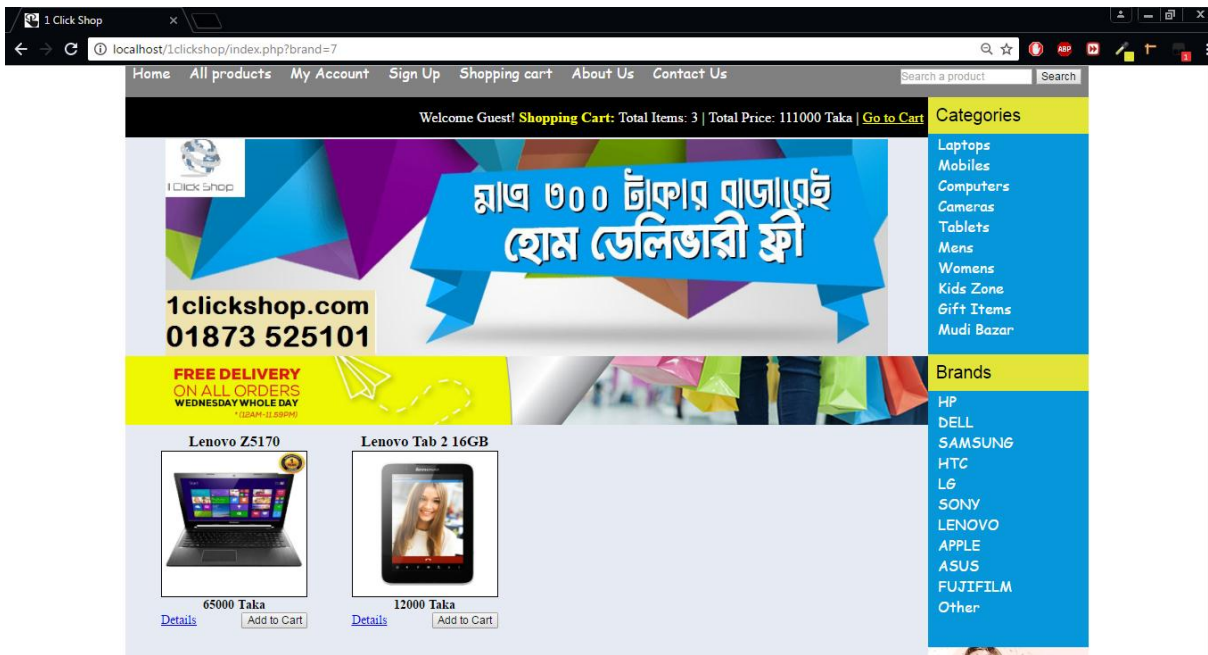 1 Click Shop
localhost/1clickshop/index.php?brand=7
ABP
1
Home All products My Account Sign Up Shopping cart About Us Contact Us
Search a product Search
Welcome Guest! Shopping Cart: Total Items: 3 | Total Price: 111000 Taka | Go to Cart
1 Click Shop
মাত্র ৩০০ টাকার বাজারেই
হোম ডেলিভারী ফ্রী
1clickshop.com
01873 525101
FREE DELIVERY
ON ALL ORDERS
WEDNESDAY WHOLE DAY
*(12AM-11.59PM)
Lenovo Z5170
65000 Taka
Details Add to Cart
Lenovo Tab 2 16GB
12000 Taka
Details Add to Cart
Categories
Laptops
Mobiles
Computers
Cameras
Tablets
Mens
Womens
Kids Zone
Gift Items
Mudi Bazar
Brands
HP
DELL
SAMSUNG
HTC
LG
SONY
LENOVO
APPLE
ASUS
FUJIFILM
Other